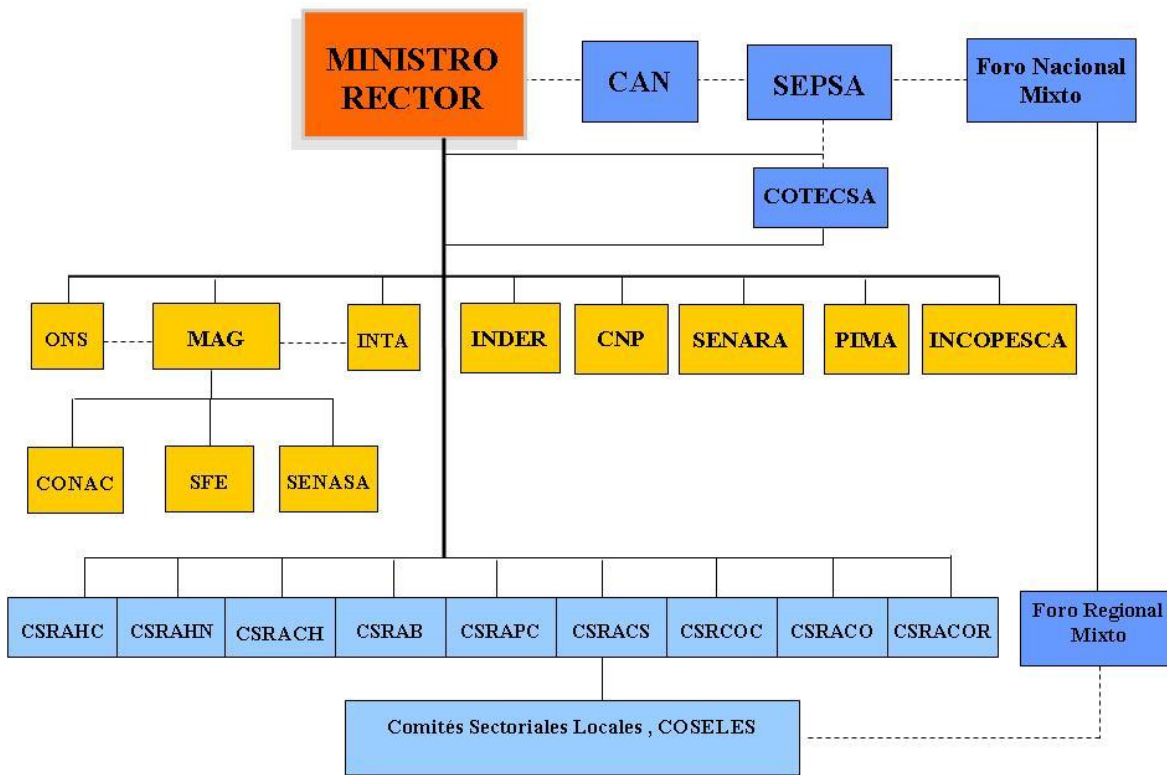 MINISTRO
RECTOR
CAN
SEPSA
Foro Nacional
Mixto
COTECSA
ONS
MAG
INTA
INDER
CNP
SENARA
PIMA
INCOPESCA
CONAC
SFE
SENASA
CSRAHC
CSRAHN
CSRACH
CSRAB
CSRAPC
CSRACS
CSRCOC
CSRACO
CSRACOR
Foro Regional
Mixto
Comités Sectoriales Locales , COSELES